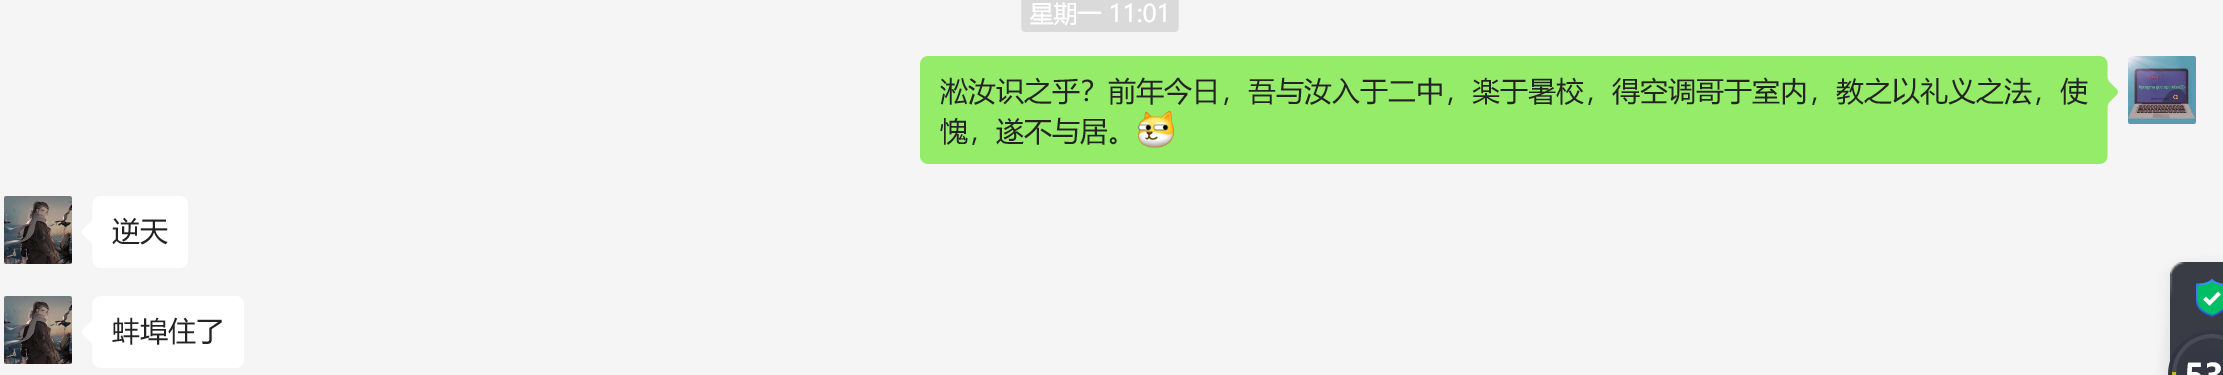 星期一 11:01
淞汝识之乎？前年今日，吾与汝入于二中，楽于暑校，得空调哥于室内，教之以礼义之法，使
愧，遂不与居。
逆天
蚌埠住了